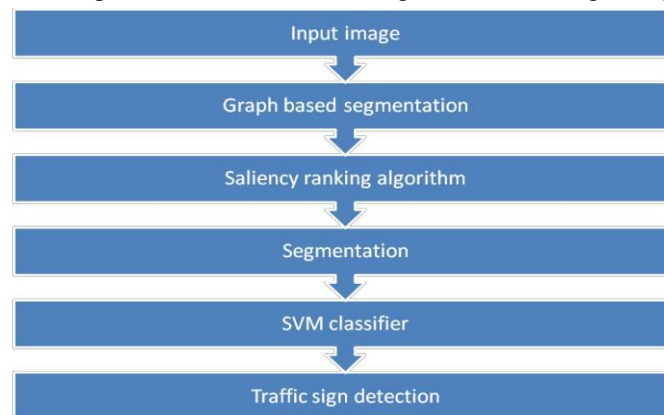 Input image
Graph based segmentation
Saliency ranking algorithm
Segmentation
SVM classifier
Traffic sign detection